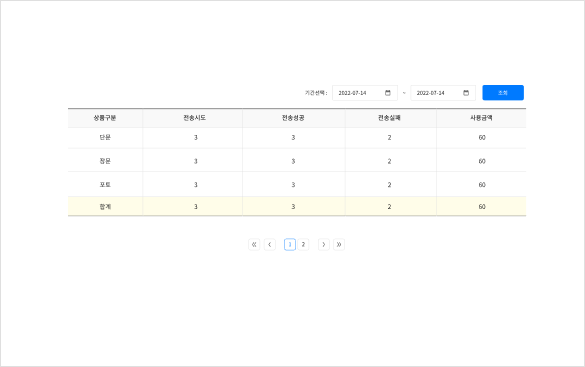 기간선택 : 2022-07-14 - 2022-07-14 조회
상품구분 전송시도 전송성공 전송실패 사용금액
단문 3 3 2 60
장문 3 3 2 60
포토 3 3 2 60
합계 3 3 2 60
« < 1 2 > »